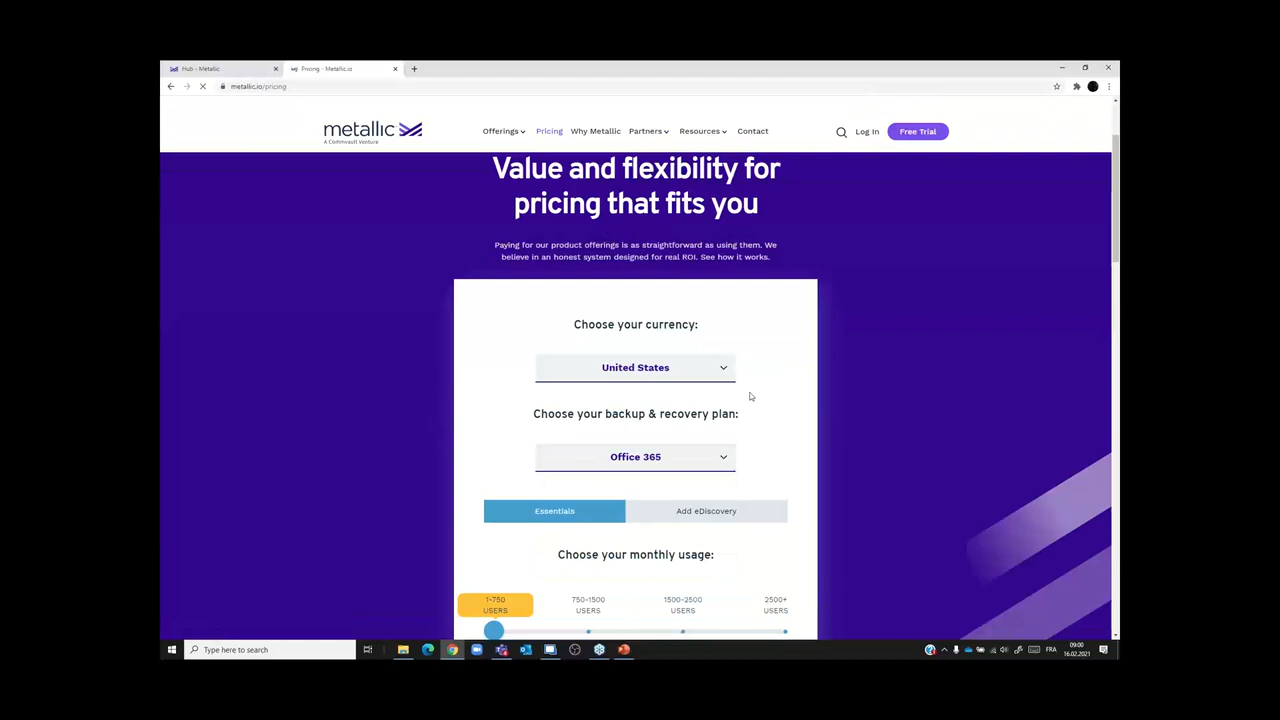 Hub - Metallic
Pricing - Metallic.io
metallic.io/pricing
metallic
A Commvault Venture
Offerings
Pricing
Why Metallic
Partners
Resources
Contact
Log In
Free Trial
Value and flexibility for
pricing that fits you
Paying for our product offerings is as straightforward as using them. We
believe in an honest system designed for real ROI. See how it works.
Choose your currency:
United States
Choose your backup & recovery plan:
Office 365
Essentials
Add eDiscovery
Choose your monthly usage:
1-750
USERS
750-1500
USERS
1500-2500
USERS
2500+
USERS
Type here to search
FRA
09:00
16.02.2021